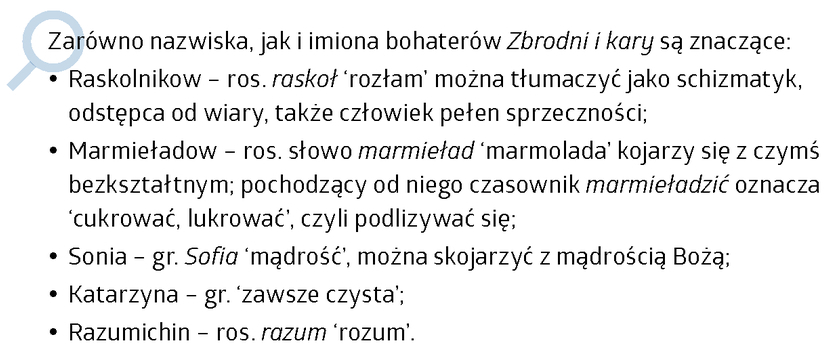 Zarówno nazwiska, jak i imiona bohaterów Zbrodni i kary są znaczące:
• Raskolnikow – ros. raskoł ‘rozłam’ można tłumaczyć jako schizmatyk,
odstępca od wiary, także człowiek pełen sprzeczności;
• Marmieładow – ros. słowo marmieład ‘marmolada’ kojarzy się z czymś
bezkształtnym; pochodzący od niego czasownik marmieładzić oznacza
‘cukrować, lukrować’, czyli podlizywać się;
• Sonia – gr. Sofia ‘mądrość’, można skojarzyć z mądrością Bożą;
• Katarzyna – gr. ‘zawsze czysta’;
• Razumichin – ros. razum ‘rozum’.